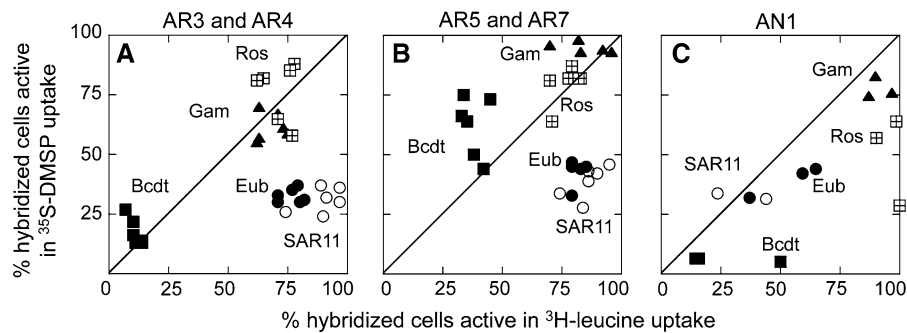 AR3 and AR4
AR5 and AR7
AN1
% hybridized cells active
in ³⁵S-DMSP uptake
100
75
50
25
A
Ros
Gam
Bcdt
Eub
SAR11
0 25 50 75 100
B
Gam
Ros
Bcdt
Eub
SAR11
0 25 50 75 100
C
Gam
Ros
SAR11
Eub
Bcdt
0 25 50 75 100
% hybridized cells active in ³H-leucine uptake